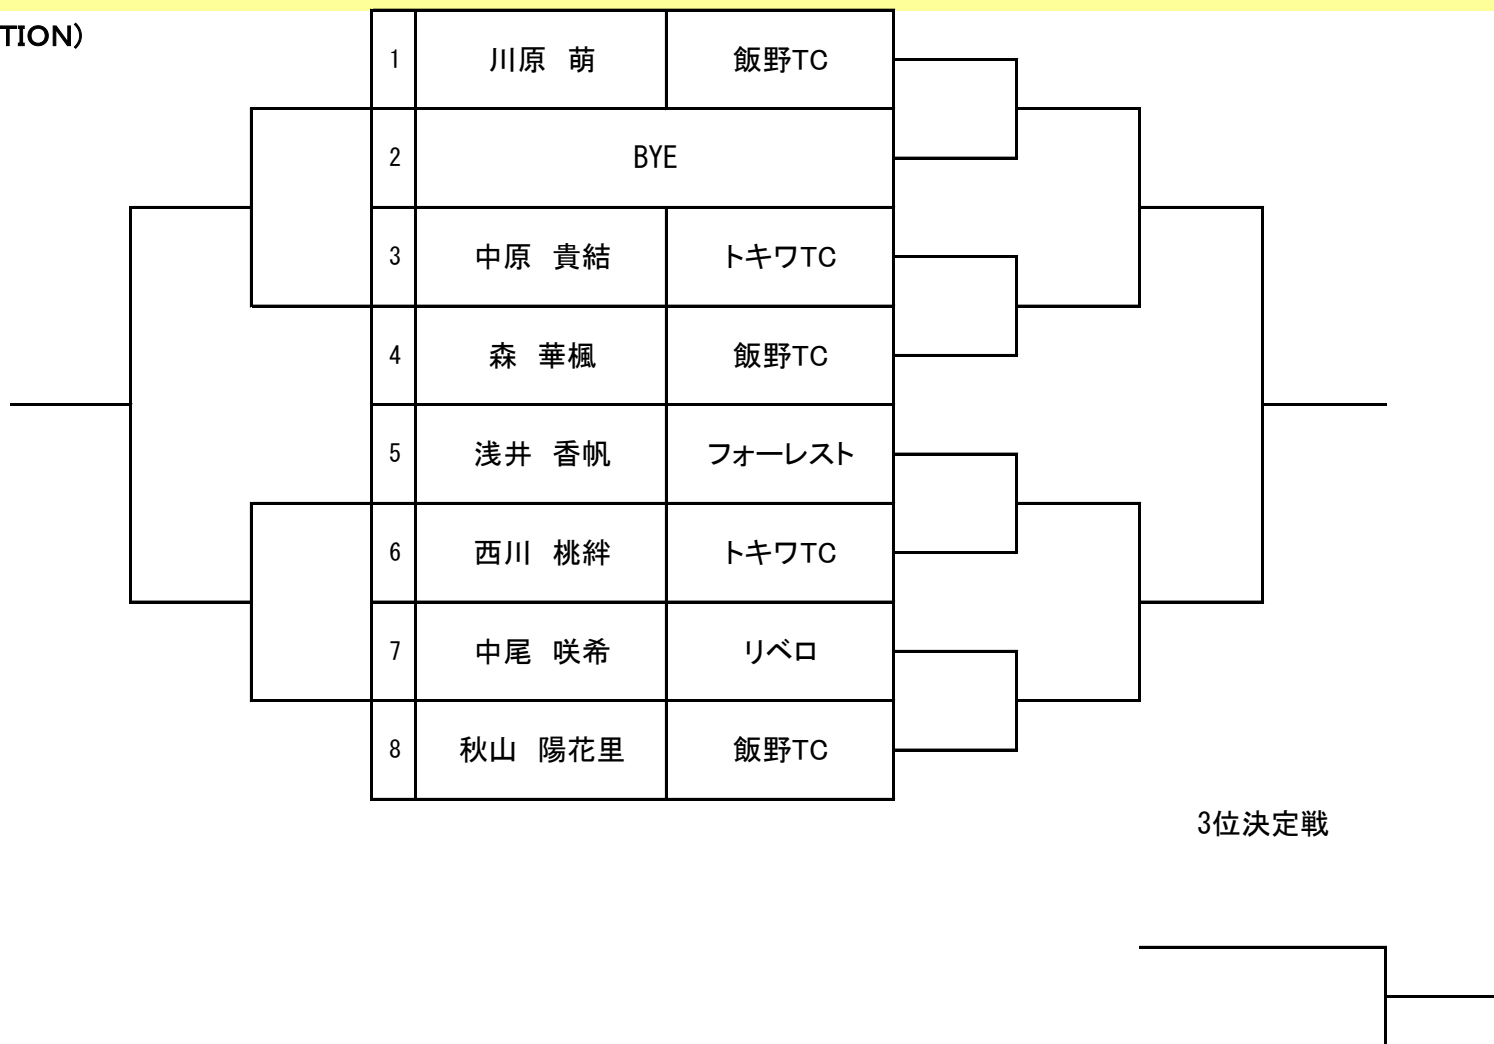 TION)
1 川原 萌 飯野TC
2 BYE
3 中原 貴結 トキワTC
4 森 華楓 飯野TC
5 浅井 香帆 フォーレスト
6 西川 桃絆 トキワTC
7 中尾 咲希 リベロ
8 秋山 陽花里 飯野TC
3位決定戦